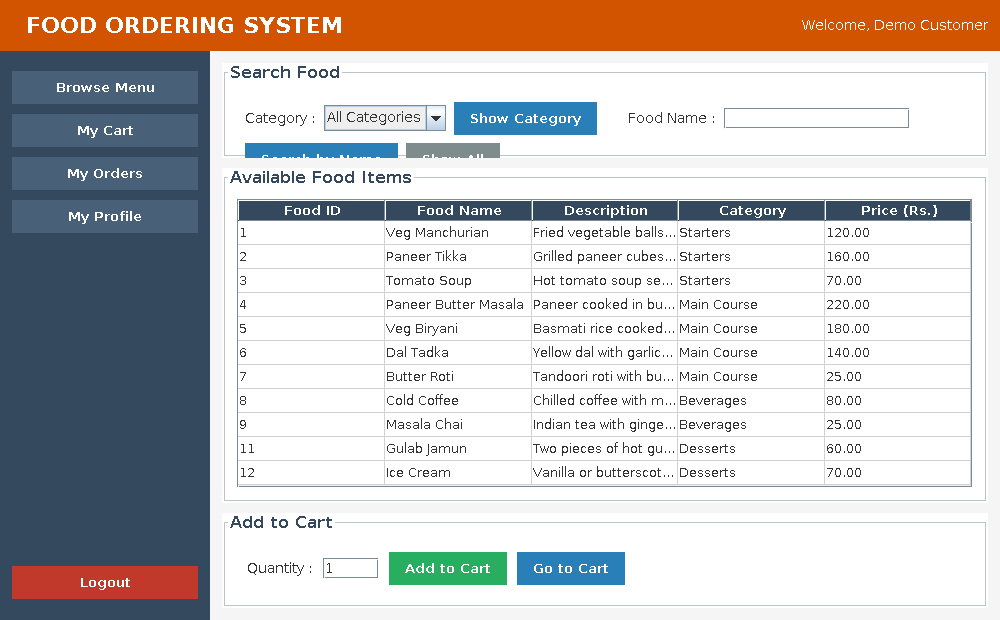 FOOD ORDERING SYSTEM
Welcome, Demo Customer
Browse Menu
My Cart
My Orders
My Profile
Logout
Search Food
Category : All Categories Show Category Food Name :
Search by Name Show All
Available Food Items
Food ID Food Name Description Category Price (Rs.)
1 Veg Manchurian Fried vegetable balls... Starters 120.00
2 Paneer Tikka Grilled paneer cubes... Starters 160.00
3 Tomato Soup Hot tomato soup se... Starters 70.00
4 Paneer Butter Masala Paneer cooked in bu... Main Course 220.00
5 Veg Biryani Basmati rice cooked... Main Course 180.00
6 Dal Tadka Yellow dal with garlic... Main Course 140.00
7 Butter Roti Tandoori roti with bu... Main Course 25.00
8 Cold Coffee Chilled coffee with m... Beverages 80.00
9 Masala Chai Indian tea with ginge... Beverages 25.00
11 Gulab Jamun Two pieces of hot gu... Desserts 60.00
12 Ice Cream Vanilla or butterscot... Desserts 70.00
Add to Cart
Quantity : 1 Add to Cart Go to Cart